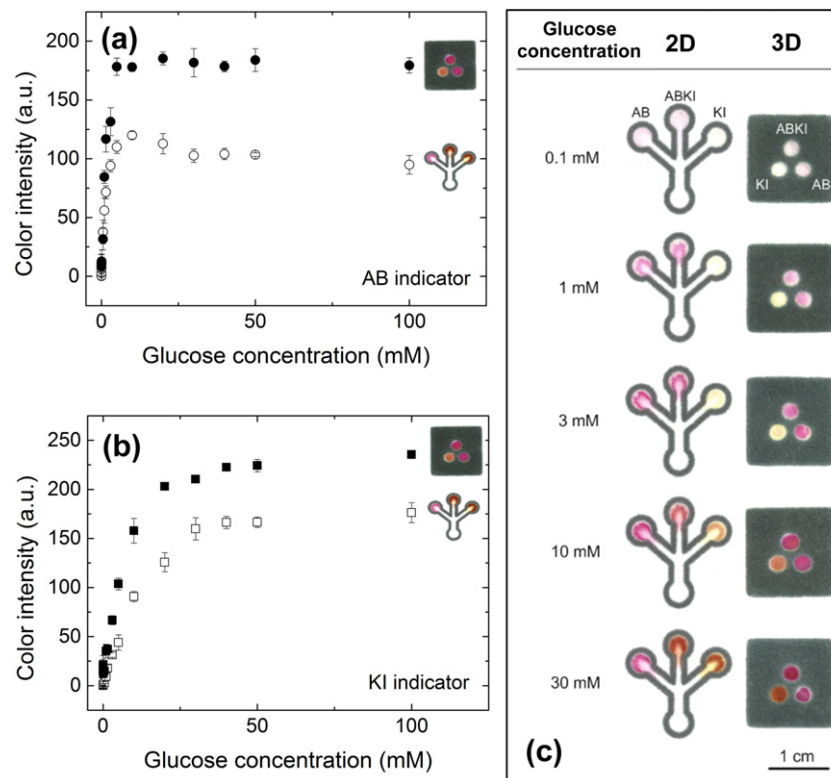 (a)
200
150
100
50
0
Color intensity (a.u.)
AB indicator
0
50
100
Glucose concentration (mM)
(b)
250
200
150
100
50
0
Color intensity (a.u.)
KI indicator
0
50
100
Glucose concentration (mM)
Glucose concentration
2D
3D
AB
ABKI
KI
ABKI
KI
AB
0.1 mM
1 mM
3 mM
10 mM
30 mM
(c)
1 cm